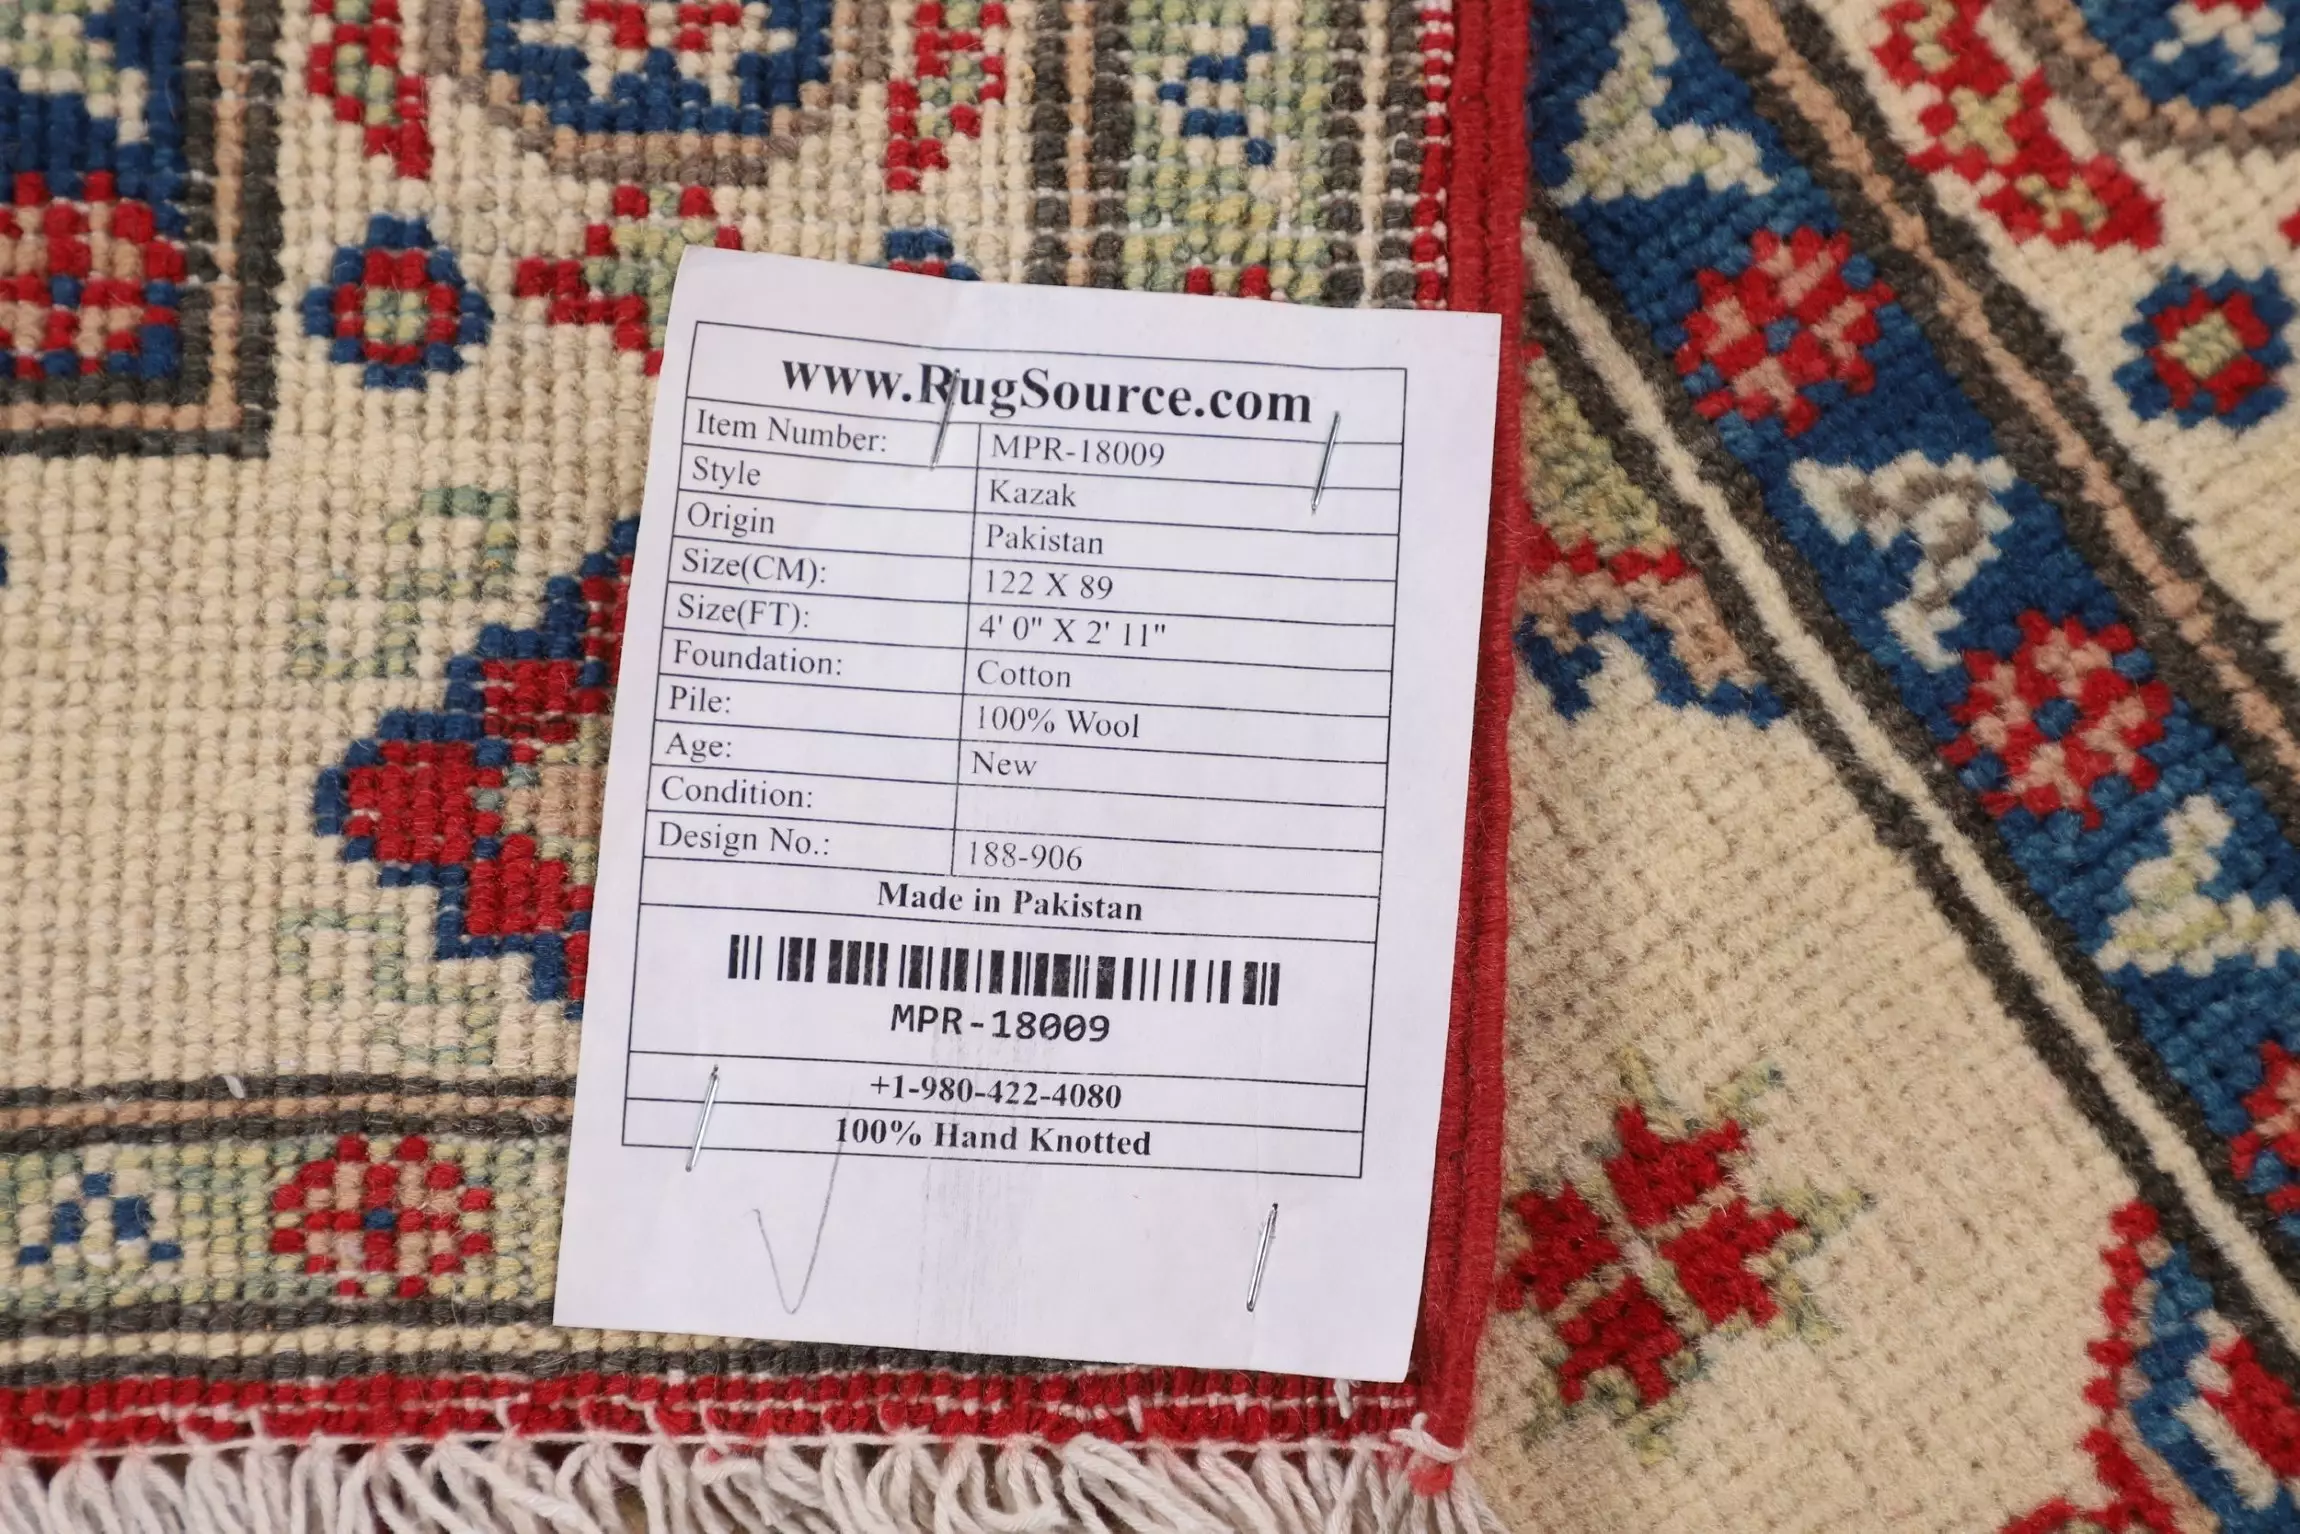 www.RugSource.com
Item Number: MPR-18009
Style Kazak
Origin Pakistan
Size(CM): 122 X 89
Size(FT): 4' 0" X 2' 11"
Foundation: Cotton
Pile: 100% Wool
Age: New
Condition:
Design No.: 188-906
Made in Pakistan
MPR-18009
+1-980-422-4080
100% Hand Knotted